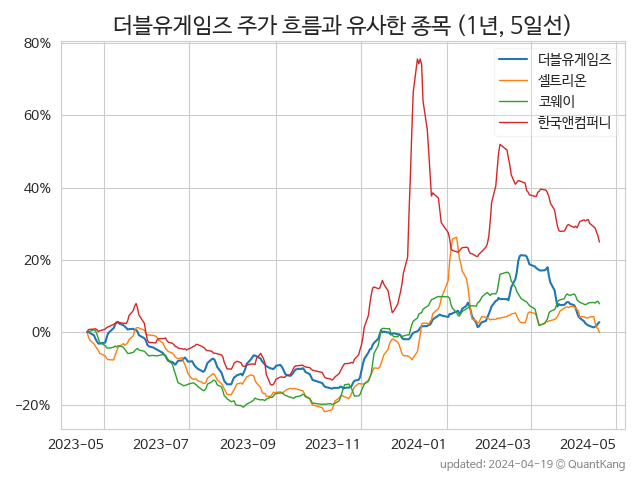 더블유게임즈 주가 흐름과 유사한 종목 (1년, 5일선)
80%
60%
40%
20%
0%
−20%
더블유게임즈
셀트리온
코웨이
한국앤컴퍼니
2023-05 2023-07 2023-09 2023-11 2024-01 2024-03 2024-05
updated: 2024-04-19 © QuantKang